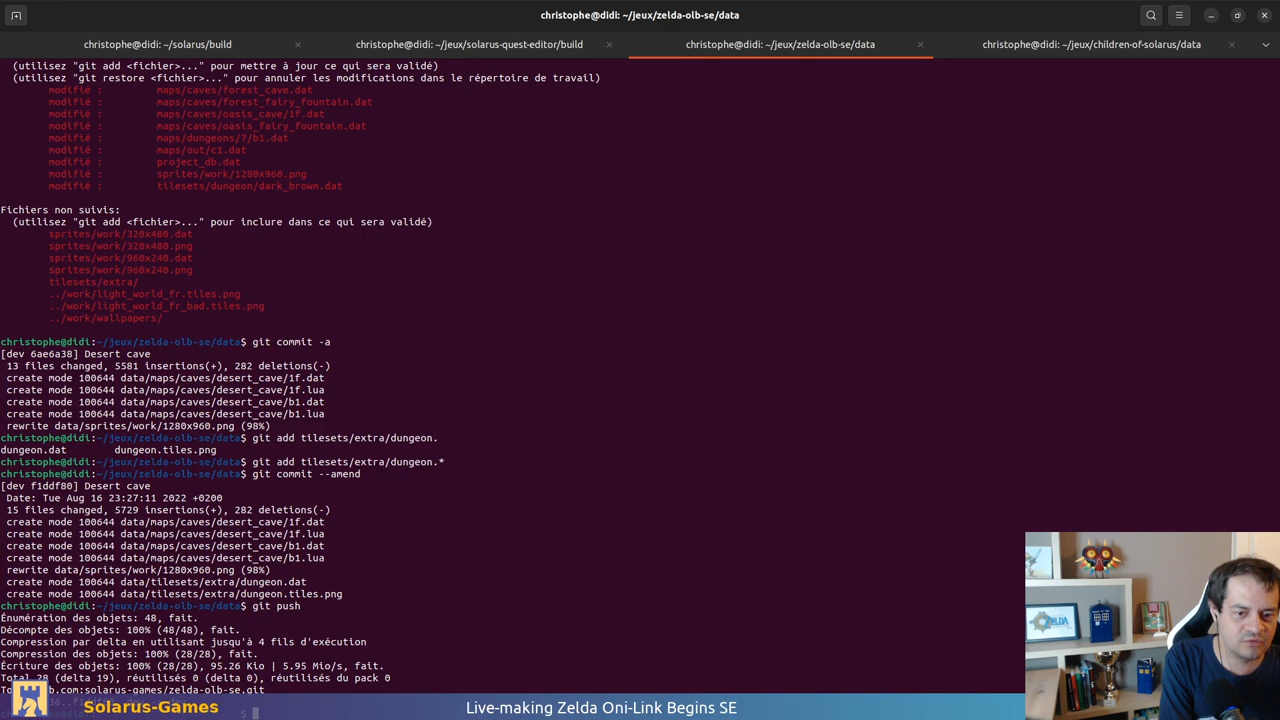 christophe@didi: ~/jeux/zelda-olb-se/data
christophe@didi: ~/solarus/build
christophe@didi: ~/jeux/solarus-quest-editor/build
christophe@didi: ~/jeux/zelda-olb-se/data
christophe@didi: ~/jeux/children-of-solarus/data
(utilisez "git add <fichier>..." pour mettre à jour ce qui sera validé)
(utilisez "git restore <fichier>..." pour annuler les modifications dans le répertoire de travail)
modifié : maps/caves/forest_cave.dat
modifié : maps/caves/forest_fairy_fountain.dat
modifié : maps/caves/oasis_cave/1f.dat
modifié : maps/caves/oasis_fairy_fountain.dat
modifié : maps/dungeons/7/b1.dat
modifié : maps/out/c1.dat
modifié : project_db.dat
modifié : sprites/work/1280x960.png
modifié : tilesets/dungeon/dark_brown.dat
Fichiers non suivis:
(utilisez "git add <fichier>..." pour inclure dans ce qui sera validé)
sprites/work/320x480.dat
sprites/work/320x480.png
sprites/work/960x240.dat
sprites/work/960x240.png
tilesets/extra/
../work/light_world_fr.tiles.png
../work/light_world_fr_bad.tiles.png
../work/wallpapers/
christophe@didi:~/jeux/zelda-olb-se/data$ git commit -a
[dev 6ae6a38] Desert cave
13 files changed, 5581 insertions(+), 282 deletions(-)
create mode 100644 data/maps/caves/desert_cave/1f.dat
create mode 100644 data/maps/caves/desert_cave/1f.lua
create mode 100644 data/maps/caves/desert_cave/b1.dat
create mode 100644 data/maps/caves/desert_cave/b1.lua
rewrite data/sprites/work/1280x960.png (98%)
christophe@didi:~/jeux/zelda-olb-se/data$ git add tilesets/extra/dungeon.
dungeon.dat dungeon.tiles.png
christophe@didi:~/jeux/zelda-olb-se/data$ git add tilesets/extra/dungeon.*
christophe@didi:~/jeux/zelda-olb-se/data$ git commit --amend
[dev f1ddf80] Desert cave
Date: Tue Aug 16 23:27:11 2022 +0200
15 files changed, 5729 insertions(+), 282 deletions(-)
create mode 100644 data/maps/caves/desert_cave/1f.dat
create mode 100644 data/maps/caves/desert_cave/1f.lua
create mode 100644 data/maps/caves/desert_cave/b1.dat
create mode 100644 data/maps/caves/desert_cave/b1.lua
rewrite data/sprites/work/1280x960.png (98%)
create mode 100644 data/tilesets/extra/dungeon.dat
create mode 100644 data/tilesets/extra/dungeon.tiles.png
christophe@didi:~/jeux/zelda-olb-se/data$ git push
Énumération des objets: 48, fait.
Décompte des objets: 100% (48/48), fait.
Compression par delta en utilisant jusqu'à 4 fils d'exécution
Compression des objets: 100% (28/28), fait.
Écriture des objets: 100% (28/28), 95.26 Kio | 5.95 Mio/s, fait.
Total 28 (delta 19), réutilisés 0 (delta 0), réutilisés du pack 0
Solarus-Games
Live-making Zelda Oni-Link Begins SE